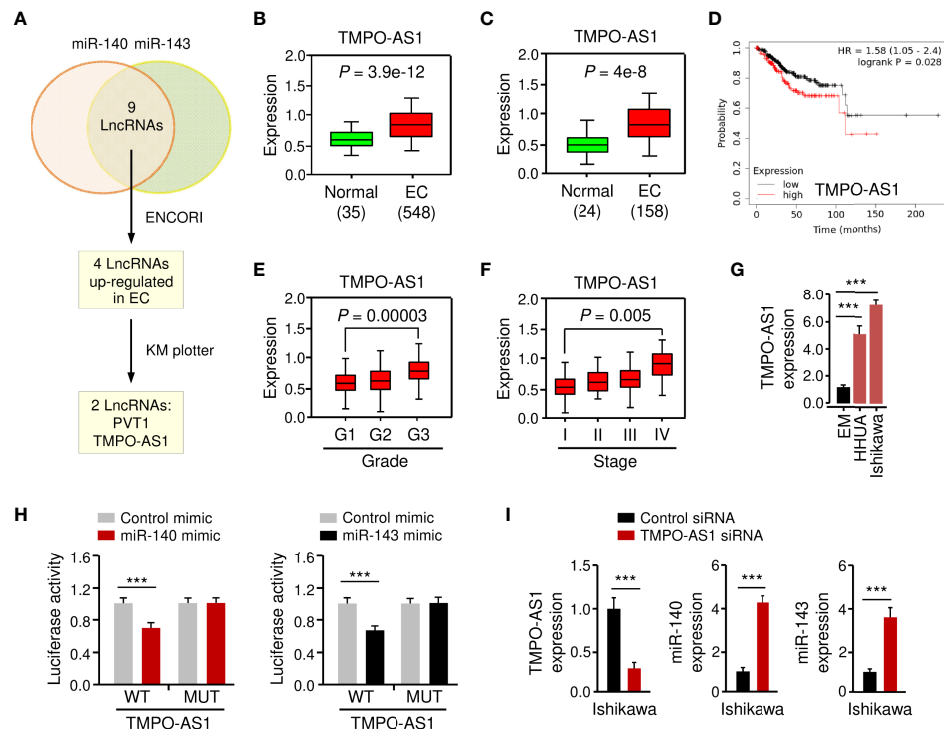 A
miR-140 miR-143
9
LncRNAs
ENCORI
4 LncRNAs
up-regulated
in EC
KM plotter
2 LncRNAs:
PVT1
TMPO-AS1
B
TMPO-AS1
P = 3.9e-12
Expression
2.0
1.5
1.0
0.5
0.0
Normal
(35)
EC
(548)
C
TMPO-AS1
P = 4e-8
Expression
2.0
1.5
1.0
0.5
0.0
Normal
(24)
EC
(158)
D
HR = 1.58 (1.05 - 2.4)
logrank P = 0.028
Probability
1.0
0.8
0.6
0.4
0.2
0.0
Expression
low
high
TMPO-AS1
0 50 100 150 200
Time (months)
E
TMPO-AS1
P = 0.00003
Expression
2.0
1.5
1.0
0.5
0.0
G1 G2 G3
Grade
F
TMPO-AS1
P = 0.005
Expression
2.0
1.5
1.0
0.5
0.0
I II III IV
Stage
G
TMPO-AS1
expression
8.0
6.0
4.0
2.0
0.0
***
***
EM
HHUA
Ishikawa
H
Control mimic
miR-140 mimic
Luciferase activity
1.6
1.2
0.8
0.4
0.0
***
WT MUT
TMPO-AS1
Control mimic
miR-143 mimic
Luciferase activity
1.6
1.2
0.8
0.4
0.0
***
WT MUT
TMPO-AS1
I
Control siRNA
TMPO-AS1 siRNA
TMPO-AS1
expression
1.5
1.0
0.5
0.0
***
Ishikawa
miR-140
expression
6
4
2
0
***
Ishikawa
miR-143
expression
6
4
2
0
***
Ishikawa